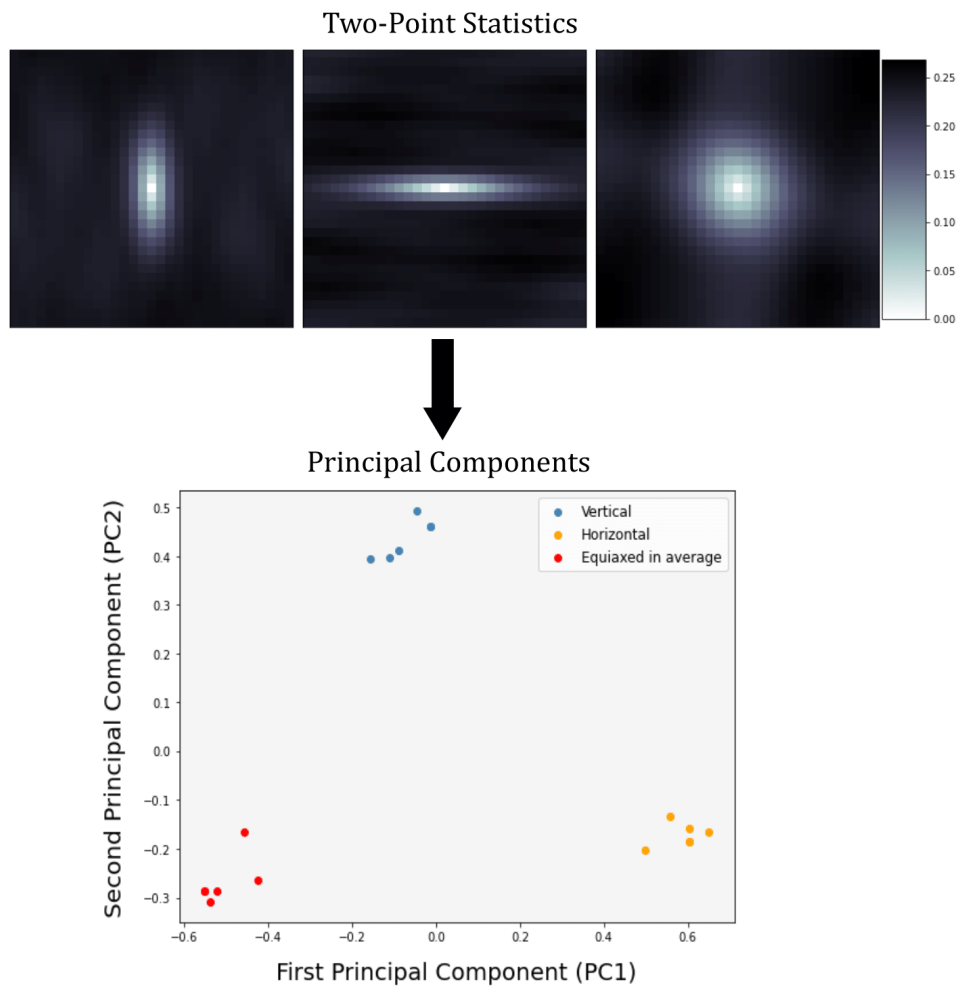 Two-Point Statistics
0.25
0.20
0.15
0.10
0.05
0.00
Principal Components
Second Principal Component (PC2)
0.5
0.4
0.3
0.2
0.1
0.0
−0.1
−0.2
−0.3
Vertical
Horizontal
Equiaxed in average
−0.6 −0.4 −0.2 0.0 0.2 0.4 0.6
First Principal Component (PC1)